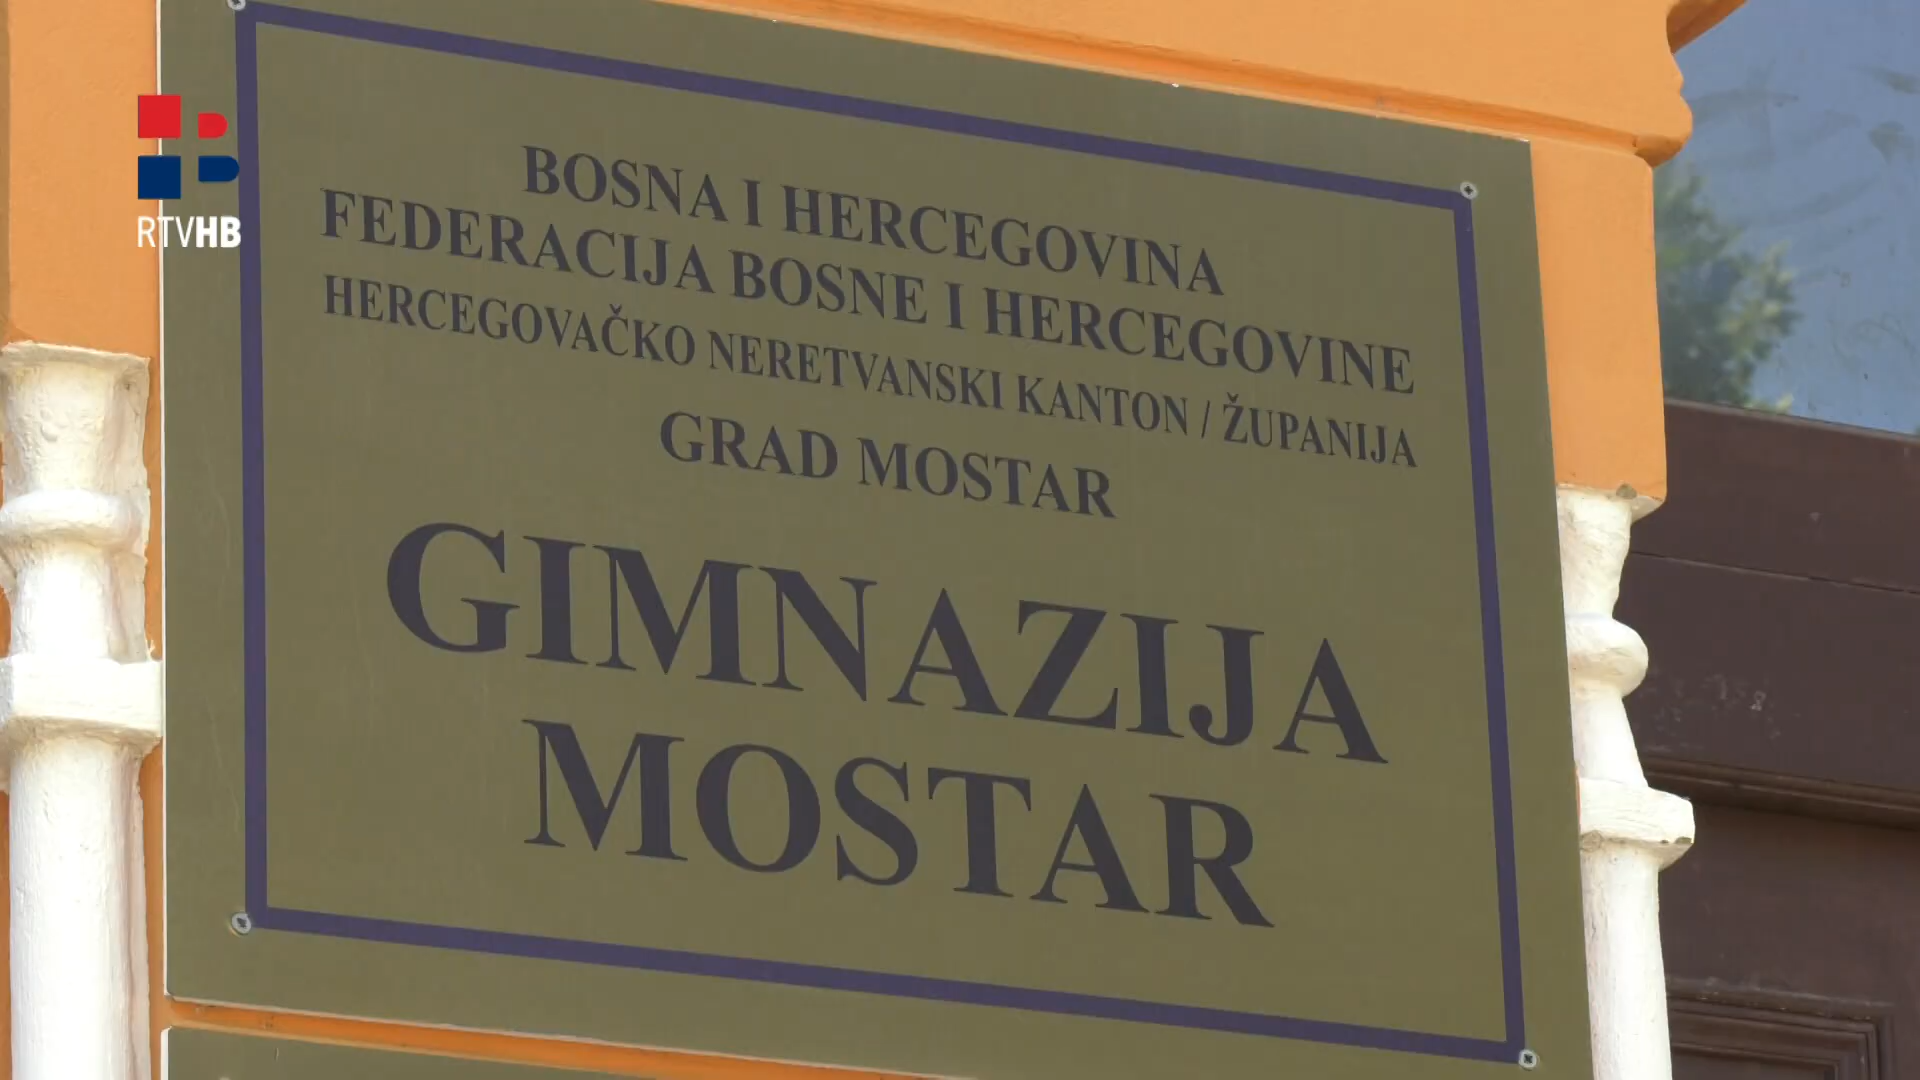 RTVHB
BOSNA I HERCEGOVINA
FEDERACIJA BOSNE I HERCEGOVINE
HERCEGOVAČKO NERETVANSKI KANTON / ŽUPANIJA
GRAD MOSTAR
GIMNAZIJA
MOSTAR